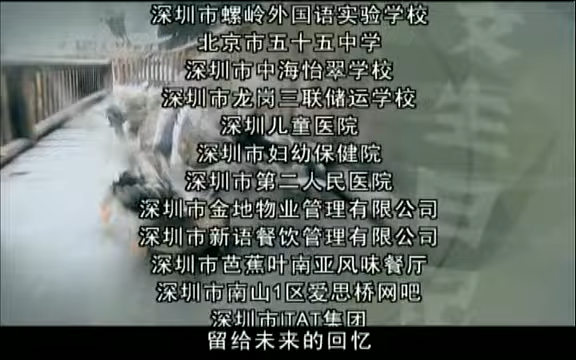 深圳市螺岭外国语实验学校
北京市五十五中学
深圳市中海怡翠学校
深圳市龙岗三联储运学校
深圳儿童医院
深圳市妇幼保健院
深圳市第二人民医院
深圳市金地物业管理有限公司
深圳市新语餐饮管理有限公司
深圳市芭蕉叶南亚风味餐厅
深圳市南山1区爱思桥网吧
深圳市ITAT集团
留给未来的回忆